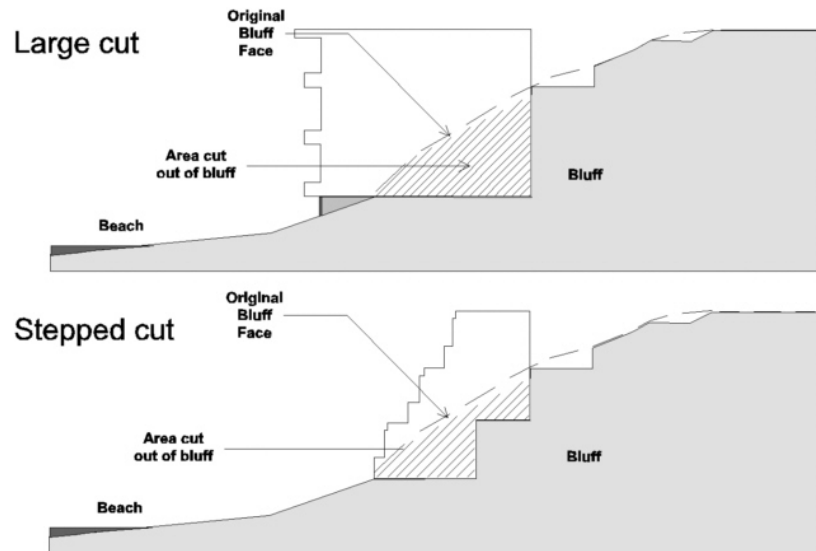 Large cut
Original
Bluff
Face
Area cut
out of bluff
Bluff
Beach
Stepped cut
Original
Bluff
Face
Area cut
out of bluff
Bluff
Beach